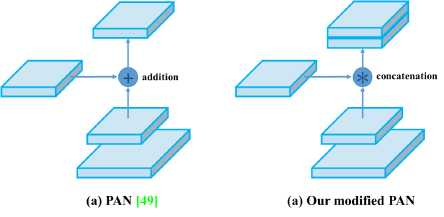 addition
concatenation
(a) PAN [49]
(a) Our modified PAN